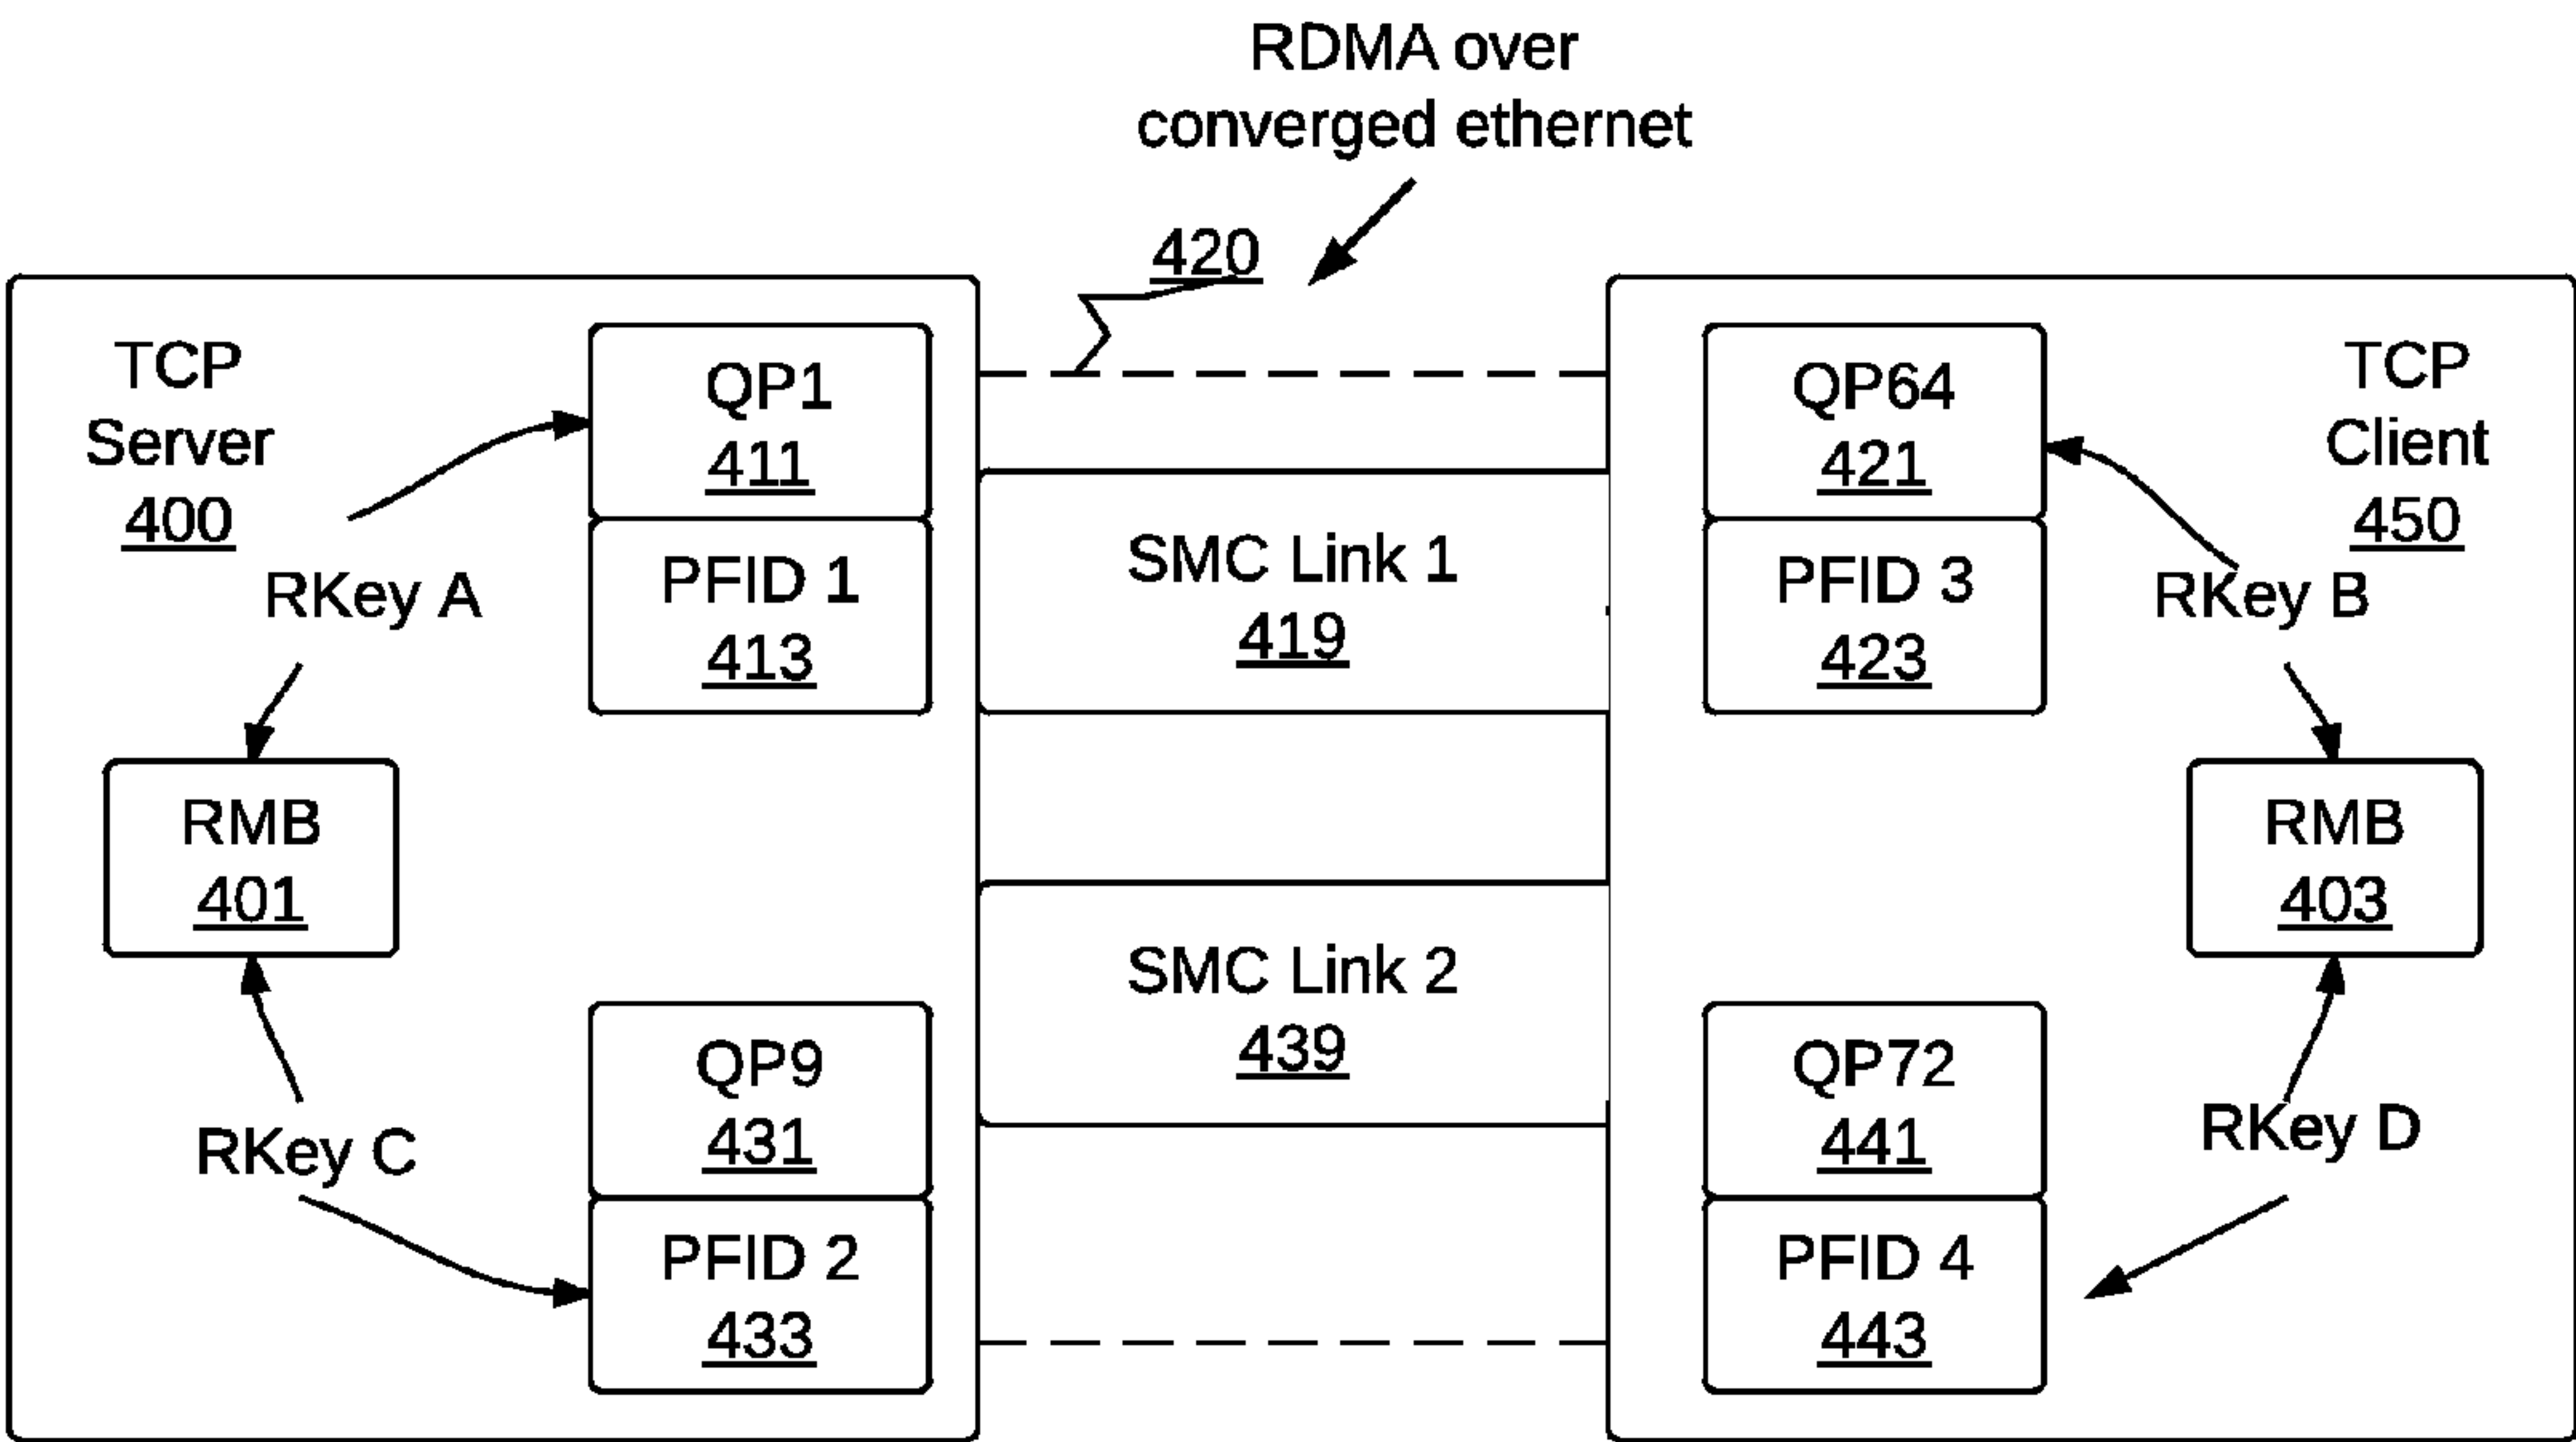 RDMA over
converged ethernet
420
TCP
Server
400
QP1
411
PFID 1
413
RKey A
RMB
401
RKey C
QP9
431
PFID 2
433
SMC Link 1
419
SMC Link 2
439
QP64
421
PFID 3
423
TCP
Client
450
RKey B
RMB
403
RKey D
QP72
441
PFID 4
443